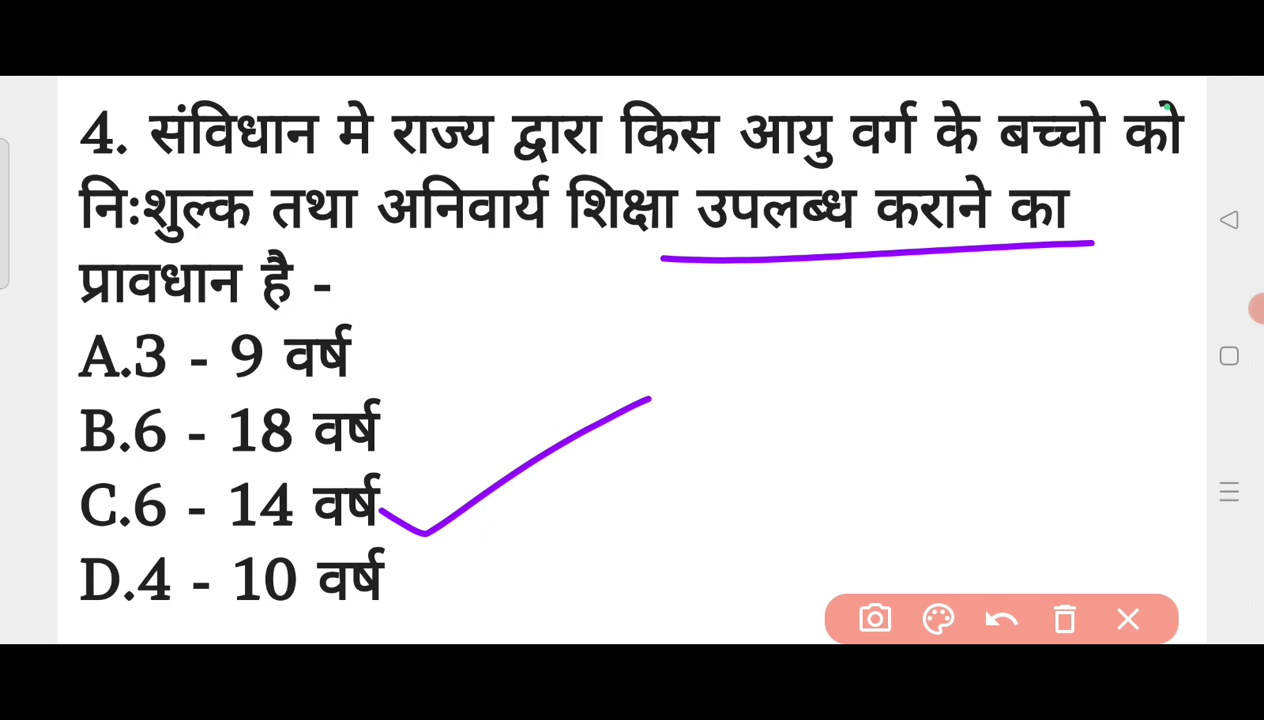 4. संविधान मे राज्य द्वारा किस आयु वर्ग के बच्चो को
निःशुल्क तथा अनिवार्य शिक्षा उपलब्ध कराने का
प्रावधान है -
A.3 - 9 वर्ष
B.6 - 18 वर्ष
C.6 - 14 वर्ष
D.4 - 10 वर्ष